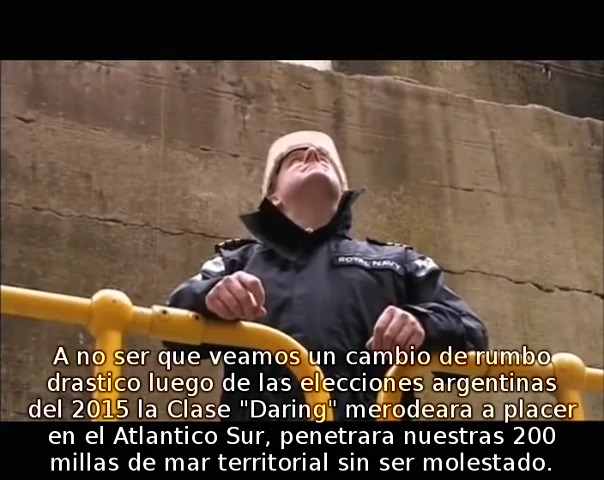 ROYAL NAVY
A no ser que veamos un cambio de rumbo
drastico luego de las elecciones argentinas
del 2015 la Clase "Daring" merodeara a placer
en el Atlantico Sur, penetrara nuestras 200
millas de mar territorial sin ser molestado.